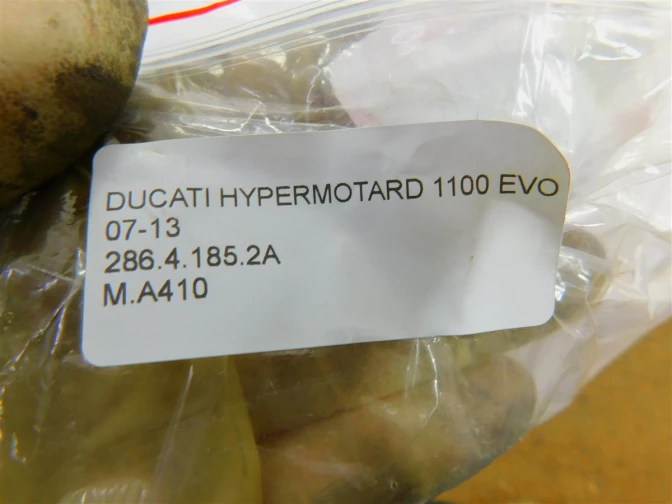 DUCATI HYPERMOTARD 1100 EVO
07-13
286.4.185.2A
M.A410